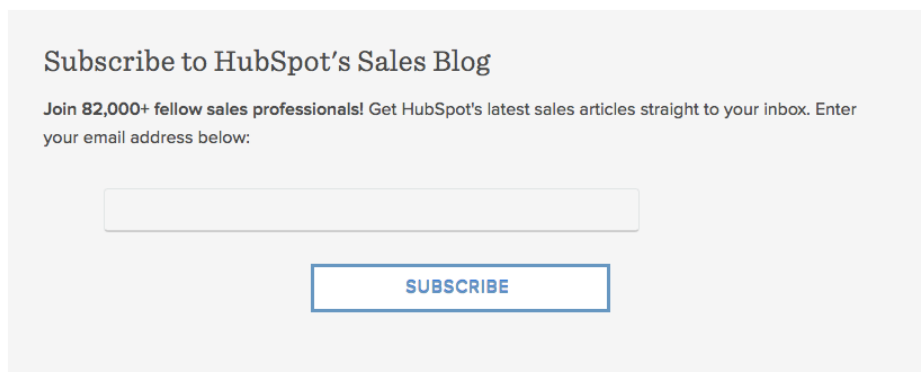 Subscribe to HubSpot's Sales Blog
Join 82,000+ fellow sales professionals! Get HubSpot's latest sales articles straight to your inbox. Enter
your email address below:
SUBSCRIBE